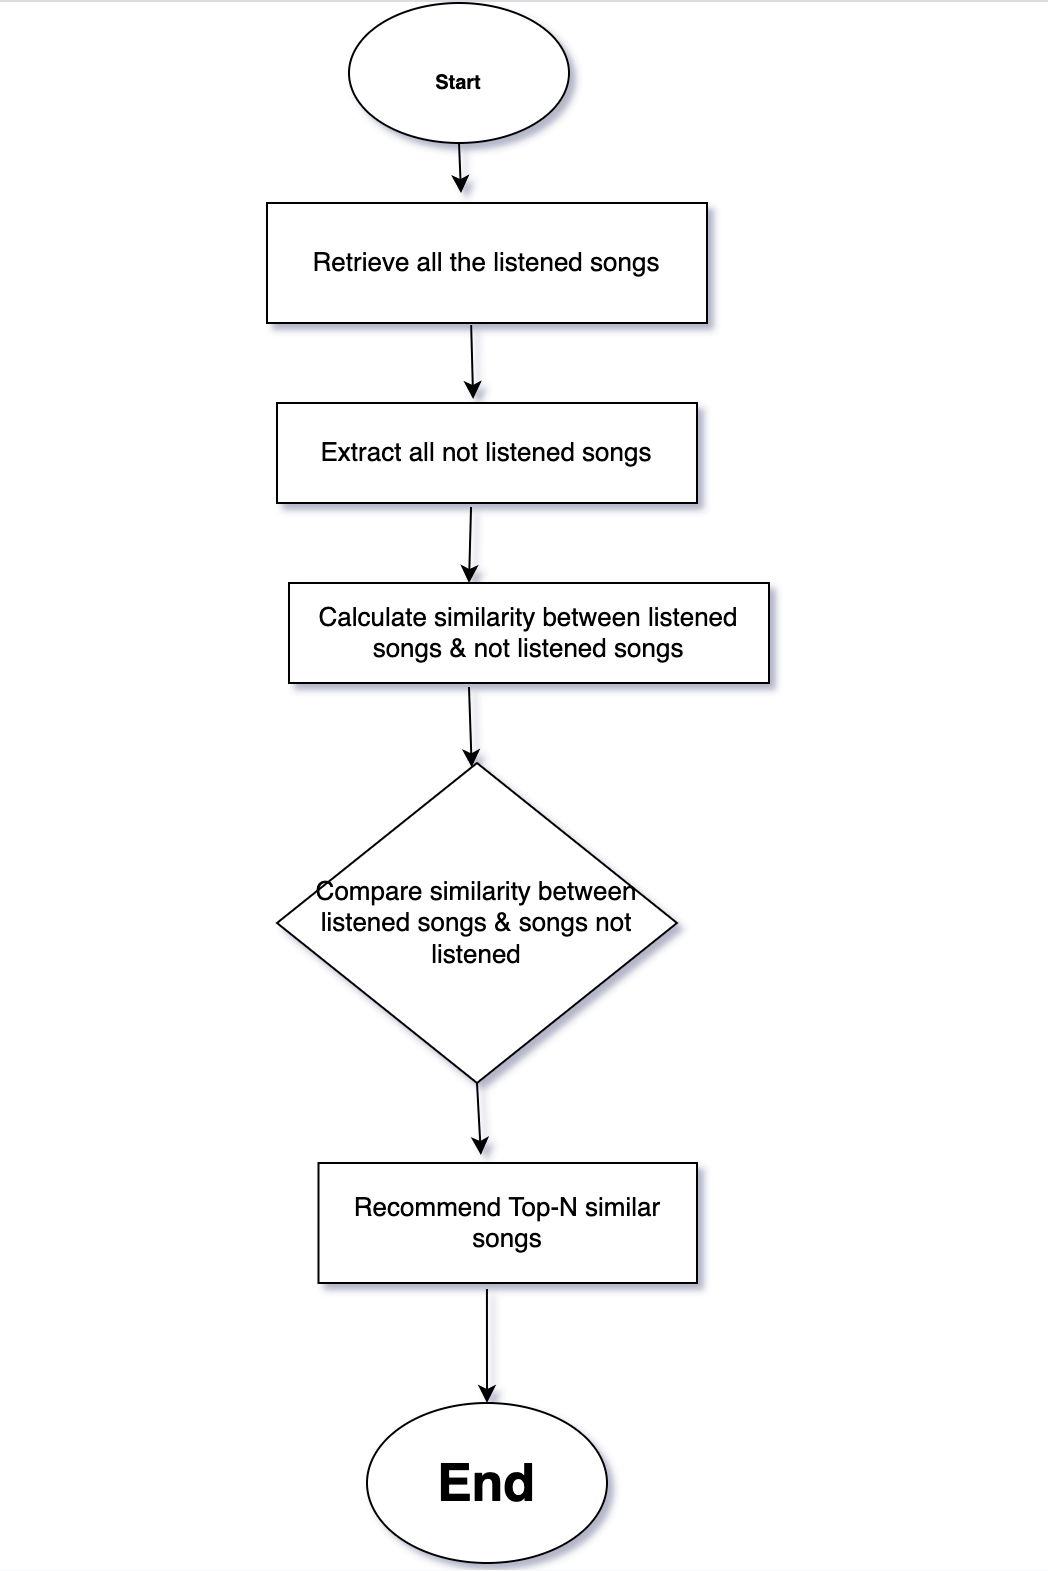 Start
Retrieve all the listened songs
Extract all not listened songs
Calculate similarity between listened
songs & not listened songs
Compare similarity between
listened songs & songs not
listened
Recommend Top-N similar
songs
End